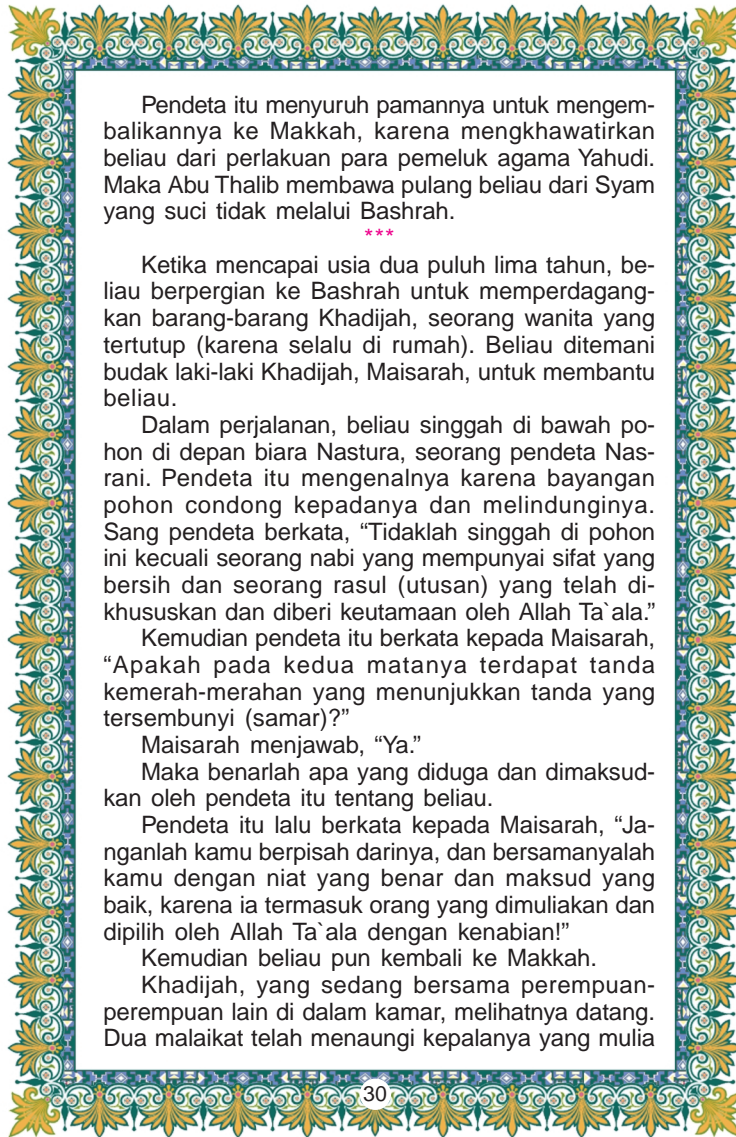 Pendeta itu menyuruh pamannya untuk mengem-
balikannya ke Makkah, karena mengkhawatirkan
beliau dari perlakuan para pemeluk agama Yahudi.
Maka Abu Thalib membawa pulang beliau dari Syam
yang suci tidak melalui Bashrah.
***
Ketika mencapai usia dua puluh lima tahun, be-
liau berpergian ke Bashrah untuk memperdagang-
kan barang-barang Khadijah, seorang wanita yang
tertutup (karena selalu di rumah). Beliau ditemani
budak laki-laki Khadijah, Maisarah, untuk membantu
beliau.
Dalam perjalanan, beliau singgah di bawah po-
hon di depan biara Nastura, seorang pendeta Nas-
rani. Pendeta itu mengenalnya karena bayangan
pohon condong kepadanya dan melindunginya.
Sang pendeta berkata, “Tidaklah singgah di pohon
ini kecuali seorang nabi yang mempunyai sifat yang
bersih dan seorang rasul (utusan) yang telah di-
khususkan dan diberi keutamaan oleh Allah Ta`ala.”
Kemudian pendeta itu berkata kepada Maisarah,
“Apakah pada kedua matanya terdapat tanda
kemerah-merahan yang menunjukkan tanda yang
tersembunyi (samar)?”
Maisarah menjawab, “Ya.”
Maka benarlah apa yang diduga dan dimaksud-
kan oleh pendeta itu tentang beliau.
Pendeta itu lalu berkata kepada Maisarah, “Ja-
nganlah kamu berpisah darinya, dan bersamanyalah
kamu dengan niat yang benar dan maksud yang
baik, karena ia termasuk orang yang dimuliakan dan
dipilih oleh Allah Ta`ala dengan kenabian!”
Kemudian beliau pun kembali ke Makkah.
Khadijah, yang sedang bersama perempuan-
perempuan lain di dalam kamar, melihatnya datang.
Dua malaikat telah menaungi kepalanya yang mulia
30